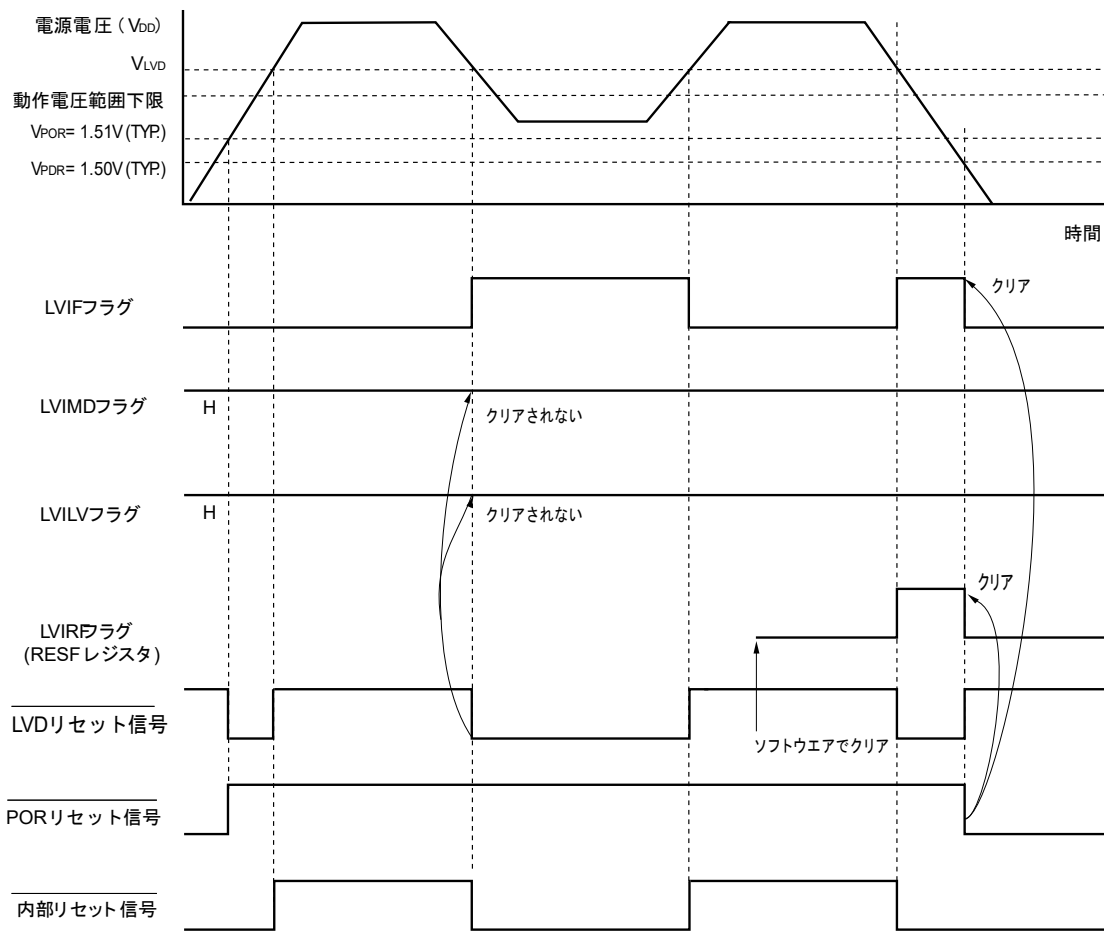 電源電圧（VDD）
VLVD
動作電圧範囲下限
VPOR= 1.51V (TYP.)
VPDR= 1.50V (TYP.)
時間
LVIFフラグ
クリア
LVIMDフラグ
H
クリアされない
LVILVフラグ
H
クリアされない
クリア
LVIRFフラグ
(RESFレジスタ)
LVDリセット信号
ソフトウエアでクリア
PORリセット信号
内部リセット信号